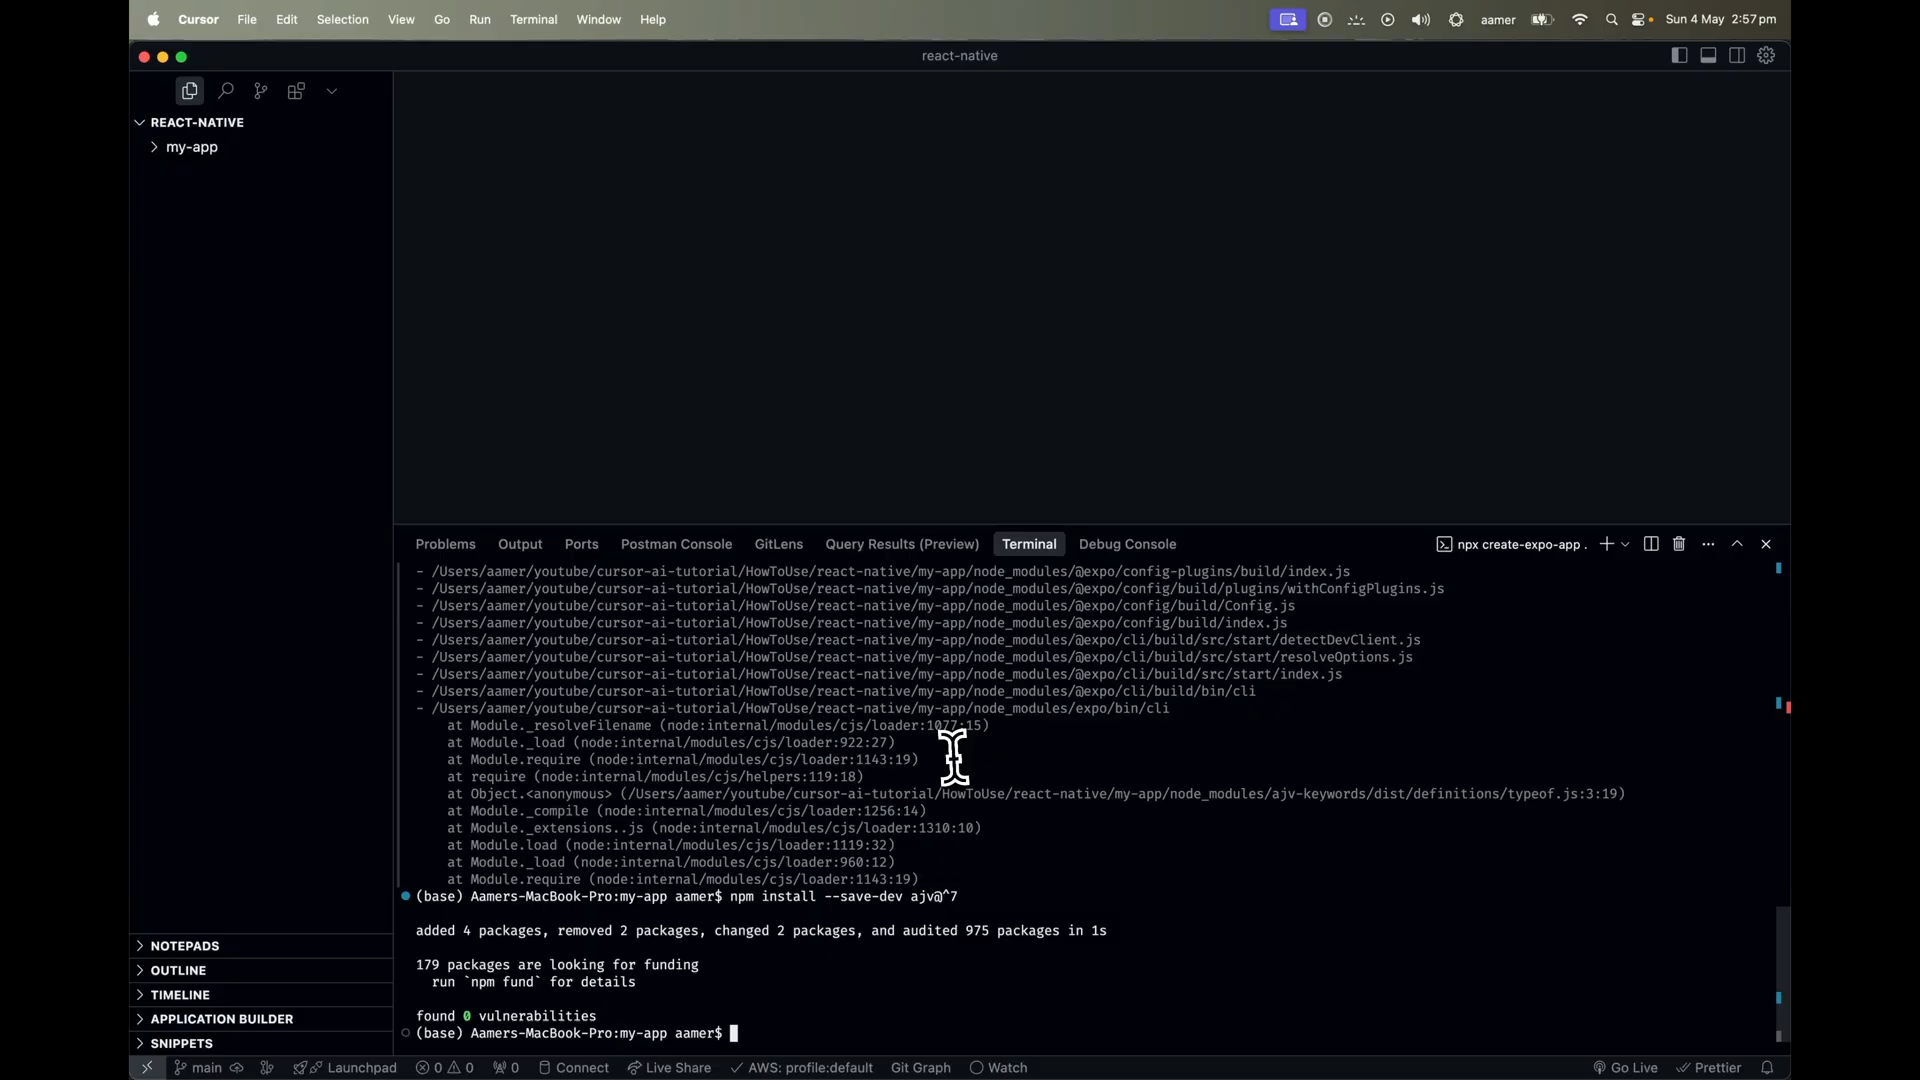 Cursor File Edit Selection View Go Run Terminal Window Help aamer Sun 4 May 2:57 pm
react-native
REACT-NATIVE
my-app
Problems Output Ports Postman Console GitLens Query Results (Preview) Terminal Debug Console npx create-expo-app .
- /Users/aamer/youtube/cursor-ai-tutorial/HowToUse/react-native/my-app/node_modules/@expo/config-plugins/build/index.js
- /Users/aamer/youtube/cursor-ai-tutorial/HowToUse/react-native/my-app/node_modules/@expo/config/build/plugins/withConfigPlugins.js
- /Users/aamer/youtube/cursor-ai-tutorial/HowToUse/react-native/my-app/node_modules/@expo/config/build/Config.js
- /Users/aamer/youtube/cursor-ai-tutorial/HowToUse/react-native/my-app/node_modules/@expo/config/build/index.js
- /Users/aamer/youtube/cursor-ai-tutorial/HowToUse/react-native/my-app/node_modules/@expo/cli/build/src/start/detectDevClient.js
- /Users/aamer/youtube/cursor-ai-tutorial/HowToUse/react-native/my-app/node_modules/@expo/cli/build/src/start/resolveOptions.js
- /Users/aamer/youtube/cursor-ai-tutorial/HowToUse/react-native/my-app/node_modules/@expo/cli/build/src/start/index.js
- /Users/aamer/youtube/cursor-ai-tutorial/HowToUse/react-native/my-app/node_modules/@expo/cli/build/bin/cli
- /Users/aamer/youtube/cursor-ai-tutorial/HowToUse/react-native/my-app/node_modules/expo/bin/cli
at Module._resolveFilename (node:internal/modules/cjs/loader:1077:15)
at Module._load (node:internal/modules/cjs/loader:922:27)
at Module.require (node:internal/modules/cjs/loader:1143:19)
at require (node:internal/modules/cjs/helpers:119:18)
at Object.<anonymous> (/Users/aamer/youtube/cursor-ai-tutorial/HowToUse/react-native/my-app/node_modules/ajv-keywords/dist/definitions/typeof.js:3:19)
at Module._compile (node:internal/modules/cjs/loader:1256:14)
at Module._extensions..js (node:internal/modules/cjs/loader:1310:10)
at Module.load (node:internal/modules/cjs/loader:1119:32)
at Module._load (node:internal/modules/cjs/loader:960:12)
at Module.require (node:internal/modules/cjs/loader:1143:19)
(base) Aamers-MacBook-Pro:my-app aamer$ npm install --save-dev ajv@^7
added 4 packages, removed 2 packages, changed 2 packages, and audited 975 packages in 1s
179 packages are looking for funding
run `npm fund` for details
found 0 vulnerabilities
(base) Aamers-MacBook-Pro:my-app aamer$
NOTEPADS
OUTLINE
TIMELINE
APPLICATION BUILDER
SNIPPETS
main Launchpad 0 0 0 Connect Live Share AWS: profile:default Git Graph Watch Go Live Prettier